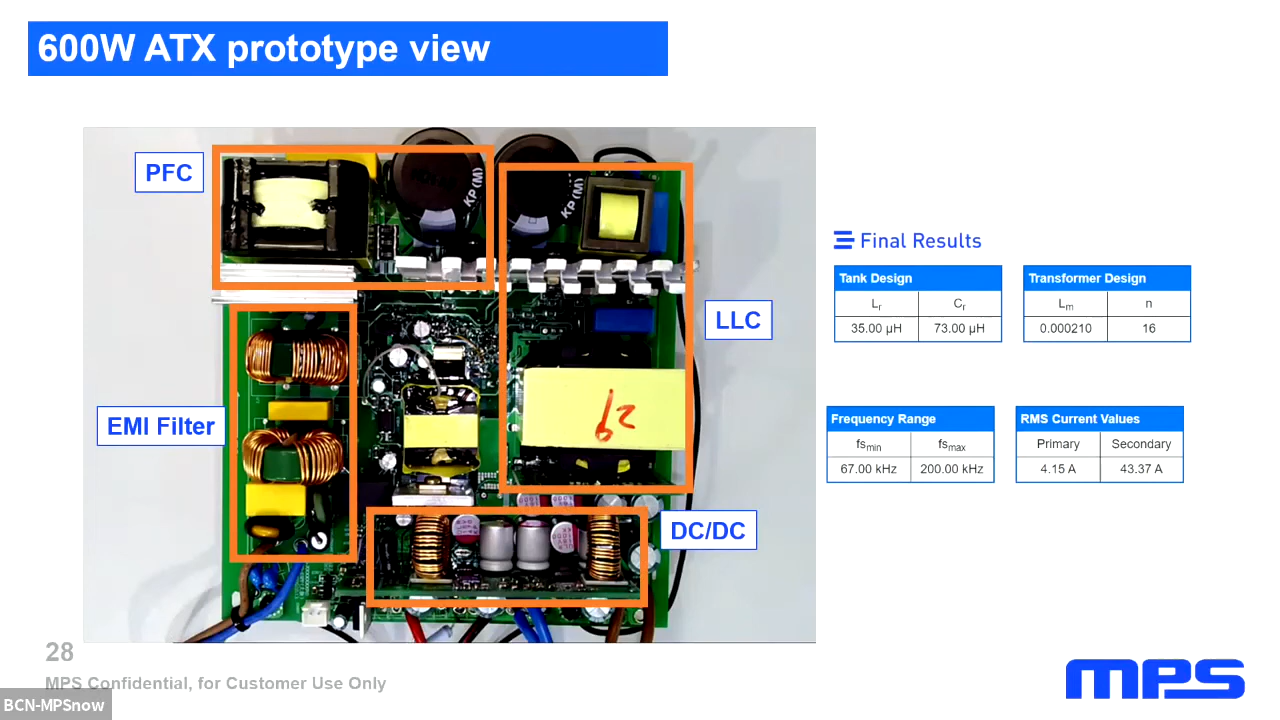 600W ATX prototype view
PFC
KP (M)
KP (M)
LLC
62
EMI Filter
DC/DC
Final Results
Tank Design
Lr Cr
35.00 µH 73.00 µH
Transformer Design
Lm n
0.000210 16
Frequency Range
fsmin fsmax
67.00 kHz 200.00 kHz
RMS Current Values
Primary Secondary
4.15 A 43.37 A
28
MPS Confidential, for Customer Use Only
BCN-MPSnow
mPS